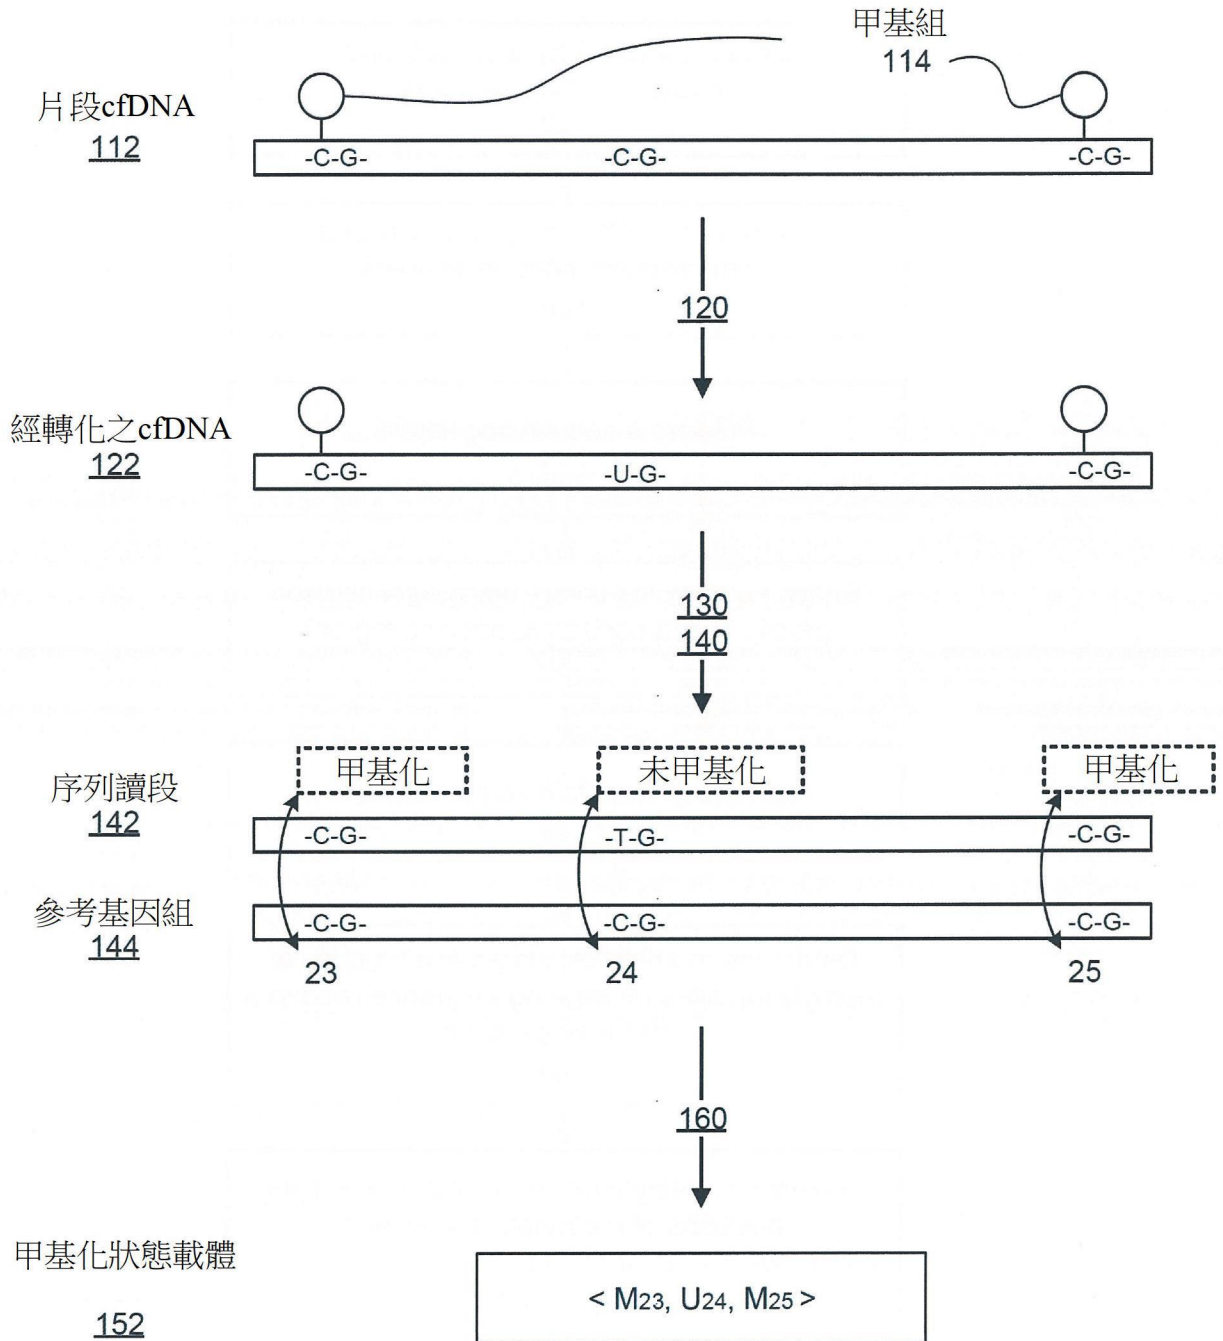 甲基組
114
片段cfDNA
112
-C-G- -C-G- -C-G-
120
經轉化之cfDNA
122
-C-G- -U-G- -C-G-
130
140
甲基化 未甲基化 甲基化
序列讀段
142
-C-G- -T-G- -C-G-
參考基因組
144
-C-G- -C-G- -C-G-
23 24 25
160
甲基化狀態載體
152
< M23, U24, M25 >